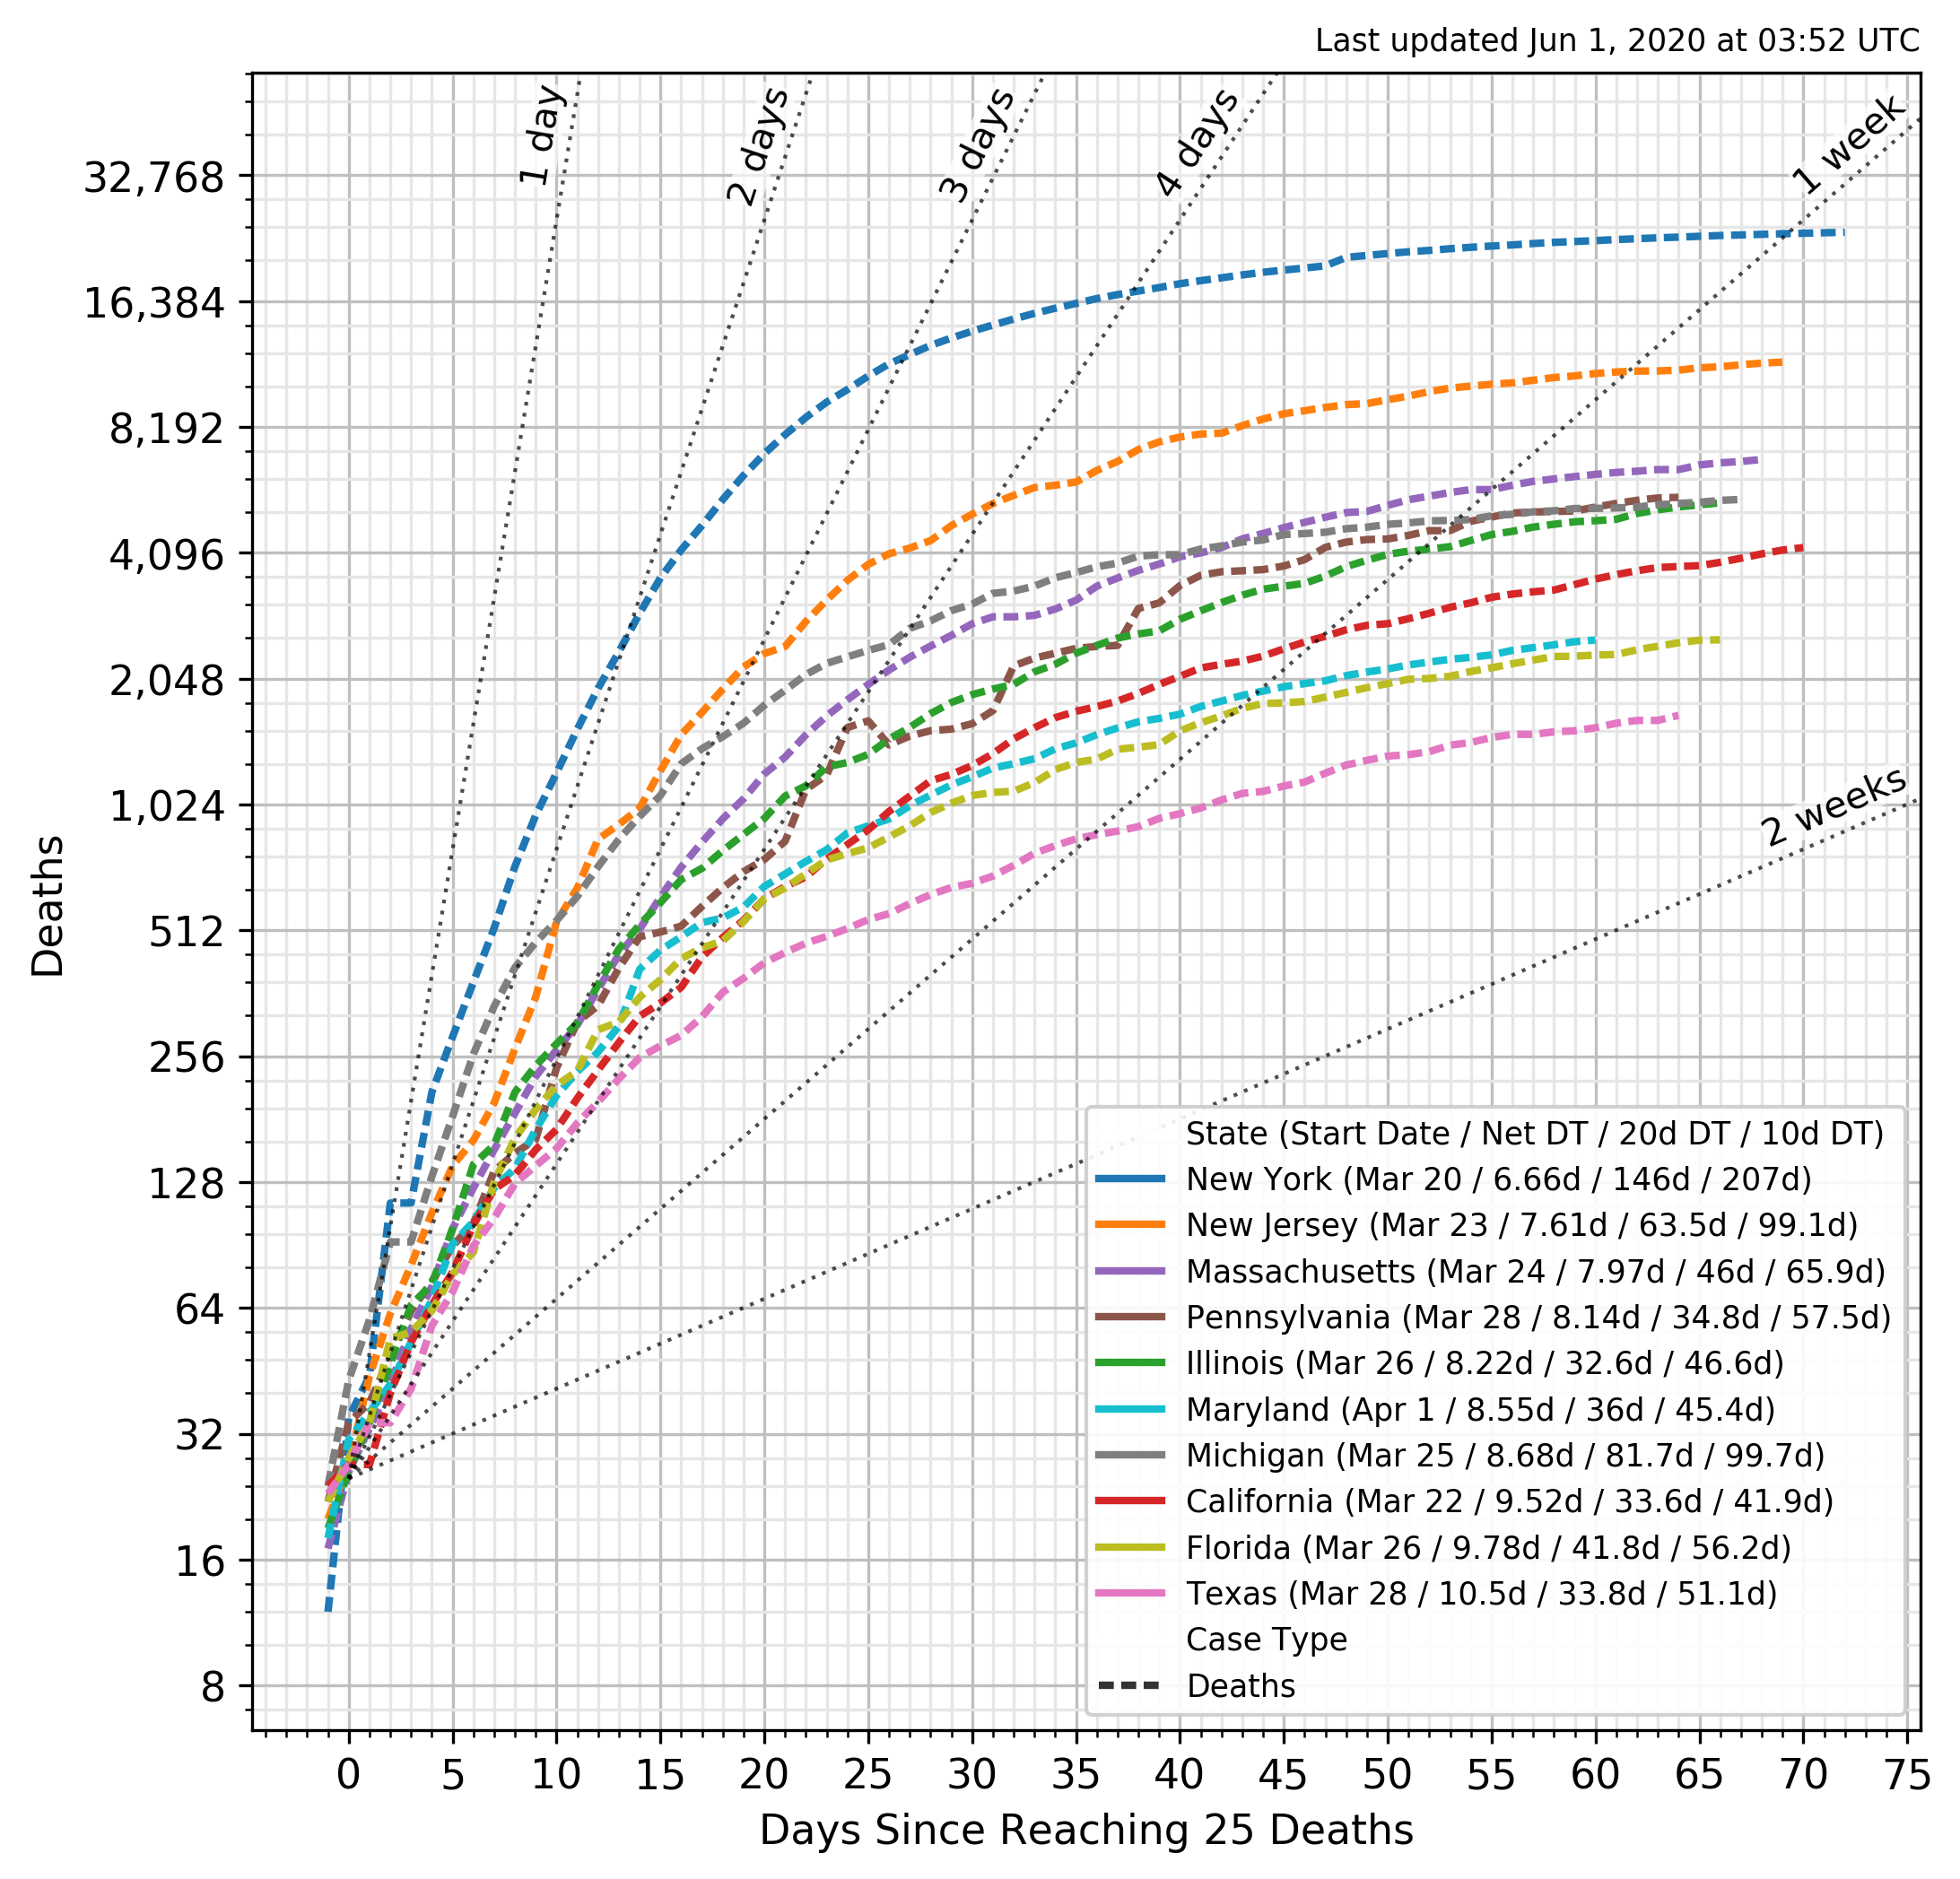 Last updated Jun 1, 2020 at 03:52 UTC
1 day
2 days
3 days
4 days
1 week
2 weeks
32,768
16,384
8,192
4,096
2,048
1,024
512
256
128
64
32
16
8
Deaths
State (Start Date / Net DT / 20d DT / 10d DT)
New York (Mar 20 / 6.66d / 146d / 207d)
New Jersey (Mar 23 / 7.61d / 63.5d / 99.1d)
Massachusetts (Mar 24 / 7.97d / 46d / 65.9d)
Pennsylvania (Mar 28 / 8.14d / 34.8d / 57.5d)
Illinois (Mar 26 / 8.22d / 32.6d / 46.6d)
Maryland (Apr 1 / 8.55d / 36d / 45.4d)
Michigan (Mar 25 / 8.68d / 81.7d / 99.7d)
California (Mar 22 / 9.52d / 33.6d / 41.9d)
Florida (Mar 26 / 9.78d / 41.8d / 56.2d)
Texas (Mar 28 / 10.5d / 33.8d / 51.1d)
Case Type
Deaths
0 5 10 15 20 25 30 35 40 45 50 55 60 65 70 75
Days Since Reaching 25 Deaths